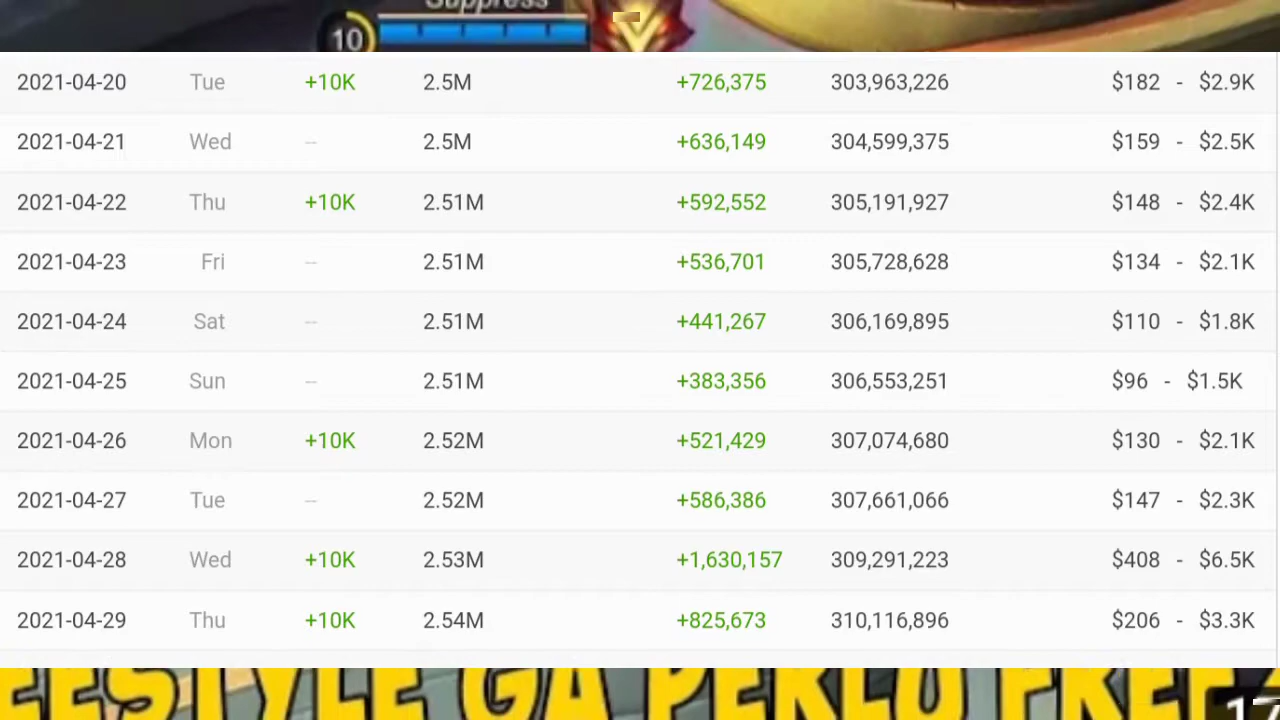 Suppress
10
2021-04-20 Tue +10K 2.5M +726,375 303,963,226 $182 - $2.9K
2021-04-21 Wed -- 2.5M +636,149 304,599,375 $159 - $2.5K
2021-04-22 Thu +10K 2.51M +592,552 305,191,927 $148 - $2.4K
2021-04-23 Fri -- 2.51M +536,701 305,728,628 $134 - $2.1K
2021-04-24 Sat -- 2.51M +441,267 306,169,895 $110 - $1.8K
2021-04-25 Sun -- 2.51M +383,356 306,553,251 $96 - $1.5K
2021-04-26 Mon +10K 2.52M +521,429 307,074,680 $130 - $2.1K
2021-04-27 Tue -- 2.52M +586,386 307,661,066 $147 - $2.3K
2021-04-28 Wed +10K 2.53M +1,630,157 309,291,223 $408 - $6.5K
2021-04-29 Thu +10K 2.54M +825,673 310,116,896 $206 - $3.3K
GA PERLU